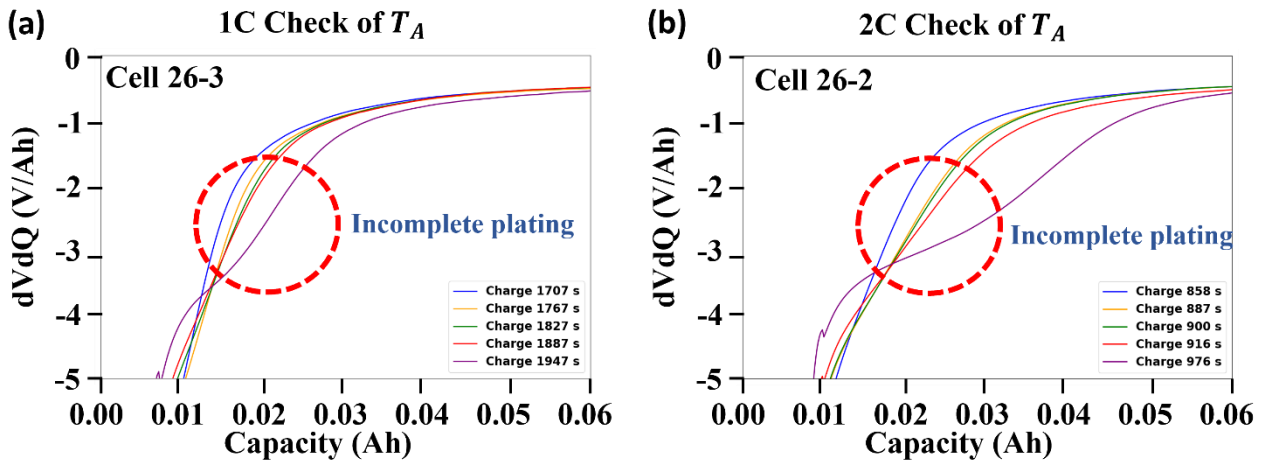 (a)
1C Check of T_A
Cell 26-3
dVdQ (V/Ah)
0
-1
-2
-3
-4
-5
Incomplete plating
Charge 1707 s
Charge 1767 s
Charge 1827 s
Charge 1887 s
Charge 1947 s
0.00 0.01 0.02 0.03 0.04 0.05 0.06
Capacity (Ah)
(b)
2C Check of T_A
Cell 26-2
dVdQ (V/Ah)
0
-1
-2
-3
-4
-5
Incomplete plating
Charge 858 s
Charge 887 s
Charge 900 s
Charge 916 s
Charge 976 s
0.00 0.01 0.02 0.03 0.04 0.05 0.06
Capacity (Ah)